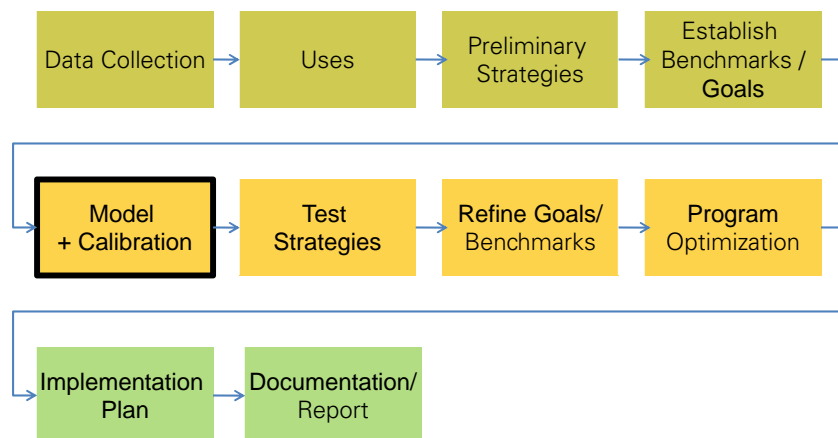 Data Collection
Uses
Preliminary
Strategies
Establish
Benchmarks /
Goals
Model
+ Calibration
Test
Strategies
Refine Goals/
Benchmarks
Program
Optimization
Implementation
Plan
Documentation/
Report